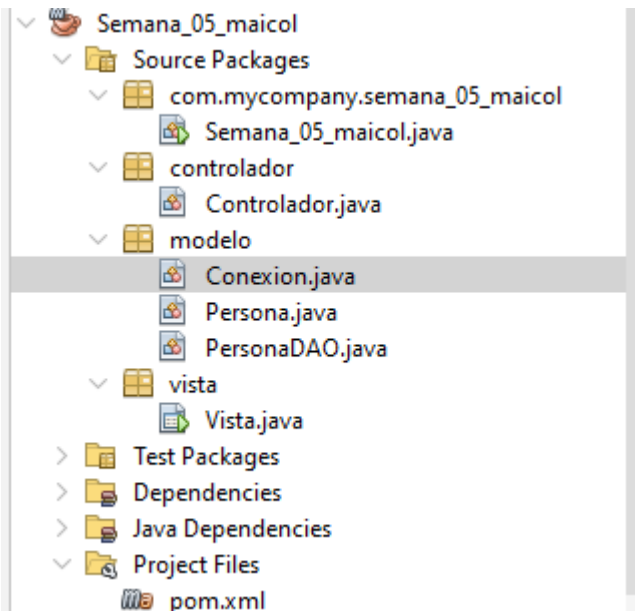 Semana_05_maicol
Source Packages
com.mycompany.semana_05_maicol
Semana_05_maicol.java
controlador
Controlador.java
modelo
Conexion.java
Persona.java
PersonaDAO.java
vista
Vista.java
Test Packages
Dependencies
Java Dependencies
Project Files
pom.xml